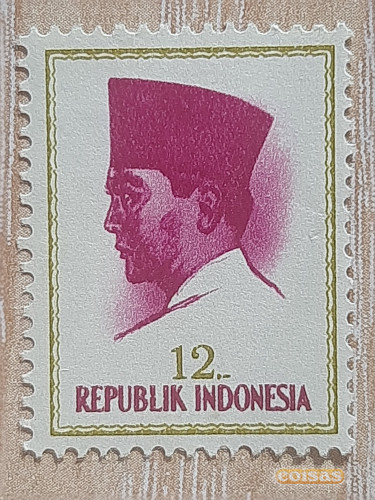 12.-
REPUBLIK INDONESIA
coisas